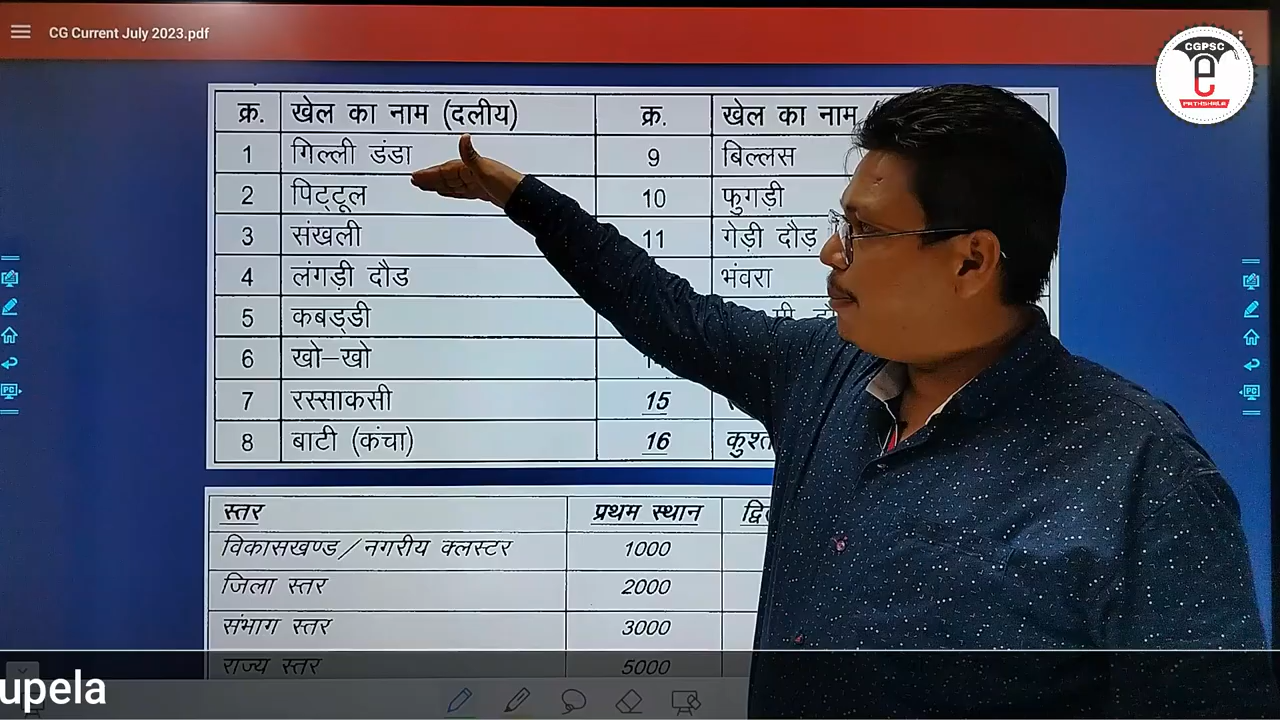 CG Current July 2023.pdf
CGPSC
e
PATHSHALA
क्र. खेल का नाम (दलीय) क्र. खेल का नाम
1 गिल्ली डंडा 9 बिल्लस
2 पिट्टूल 10 फुगड़ी
3 संखली 11 गेड़ी दौड़
4 लंगड़ी दौड भंवरा
5 कबड्डी
6 खो–खो
7 रस्साकसी 15
8 बाटी (कंचा) 16
स्तर प्रथम स्थान
विकासखण्ड/नगरीय क्लस्टर 1000
जिला स्तर 2000
संभाग स्तर 3000
राज्य स्तर 5000
upela